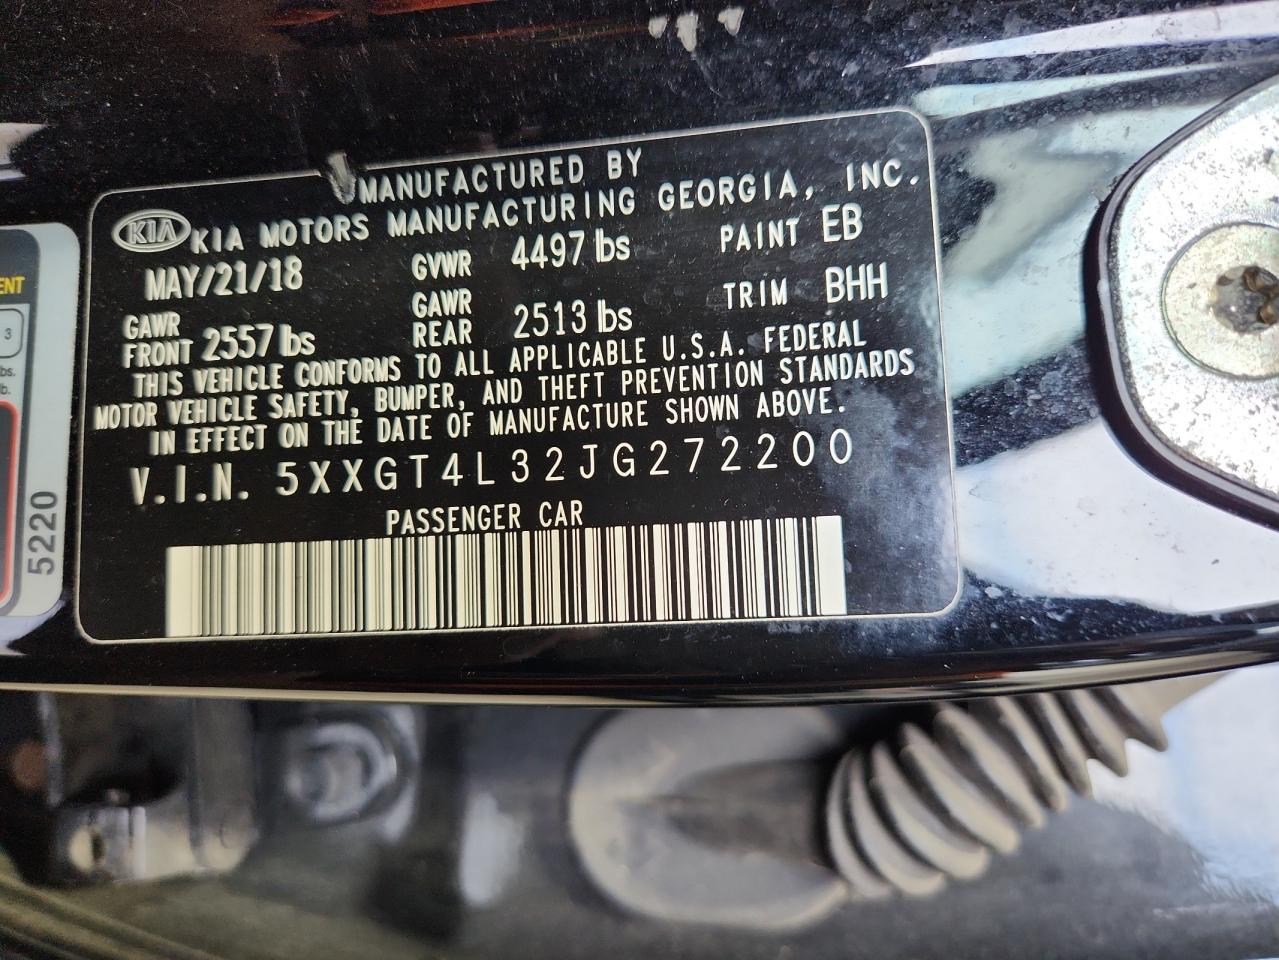 MANUFACTURED BY
KIA KIA MOTORS MANUFACTURING GEORGIA, INC.
MAY/21/18 GVWR 4497 lbs PAINT EB
GAWR FRONT 2557 lbs GAWR REAR 2513 lbs TRIM BHH
THIS VEHICLE CONFORMS TO ALL APPLICABLE U.S.A. FEDERAL
MOTOR VEHICLE SAFETY, BUMPER, AND THEFT PREVENTION STANDARDS
IN EFFECT ON THE DATE OF MANUFACTURE SHOWN ABOVE.
V.I.N. 5XXGT4L32JG272200
PASSENGER CAR
3
5220